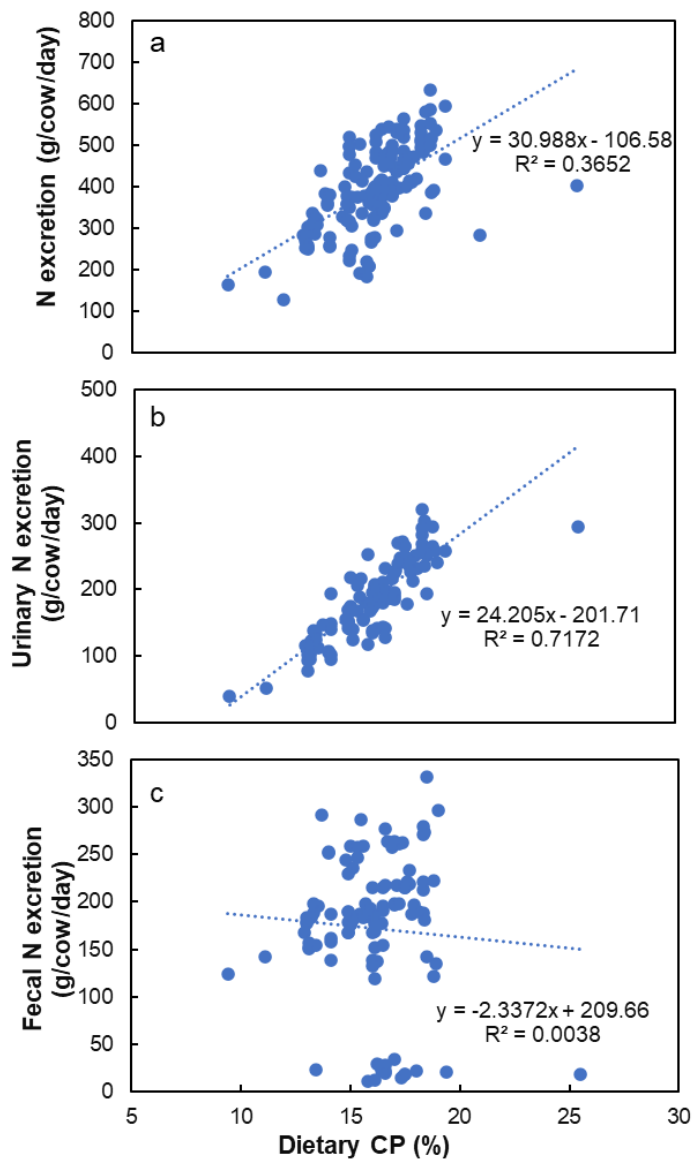 a
N excretion (g/cow/day)
800
700
600
500
400
300
200
100
0
y = 30.988x - 106.58
R² = 0.3652
b
Urinary N excretion
(g/cow/day)
500
400
300
200
100
0
y = 24.205x - 201.71
R² = 0.7172
c
Fecal N excretion
(g/cow/day)
350
300
250
200
150
100
50
0
y = -2.3372x + 209.66
R² = 0.0038
5 10 15 20 25 30
Dietary CP (%)